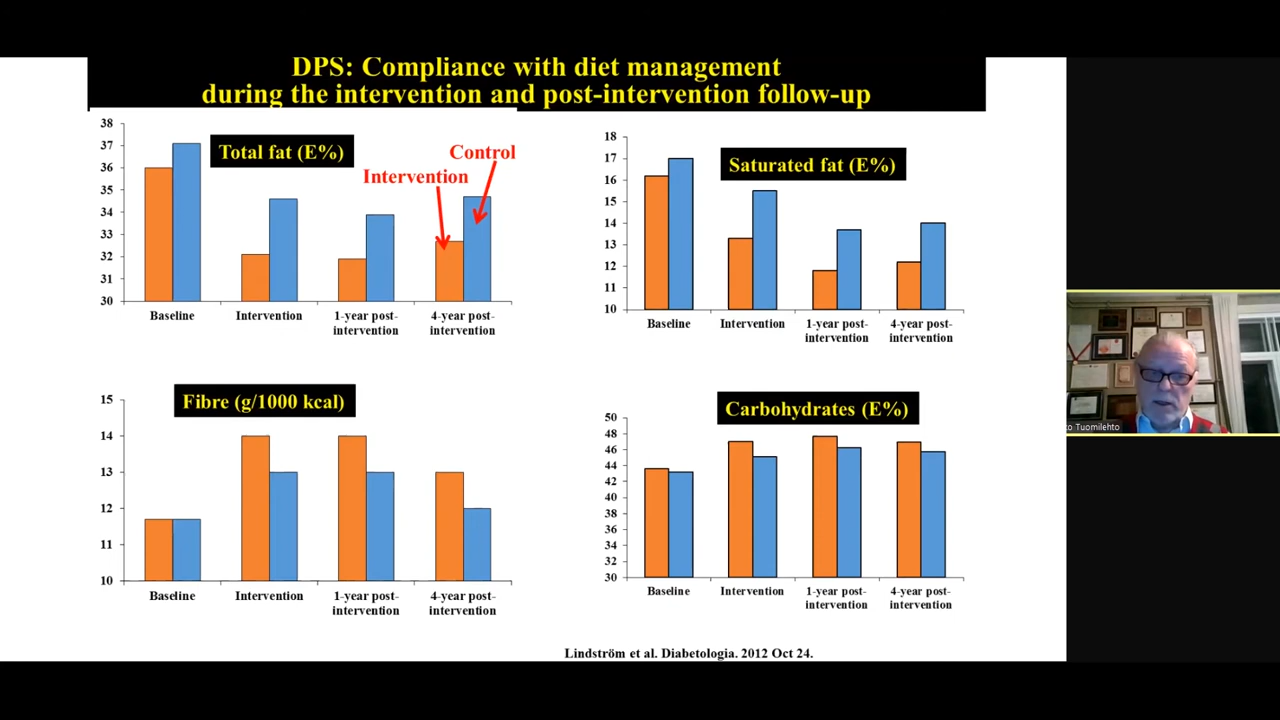 DPS: Compliance with diet management
during the intervention and post-intervention follow-up
Total fat (E%)
Control
Intervention
38
37
36
35
34
33
32
31
30
Baseline
Intervention
1-year post-
intervention
4-year post-
intervention
Saturated fat (E%)
18
17
16
15
14
13
12
11
10
Baseline
Intervention
1-year post-
intervention
4-year post-
intervention
Fibre (g/1000 kcal)
15
14
13
12
11
10
Baseline
Intervention
1-year post-
intervention
4-year post-
intervention
Carbohydrates (E%)
50
48
46
44
42
40
38
36
34
32
30
Baseline
Intervention
1-year post-
intervention
4-year post-
intervention
Lindström et al. Diabetologia. 2012 Oct 24.
Tuomilehto